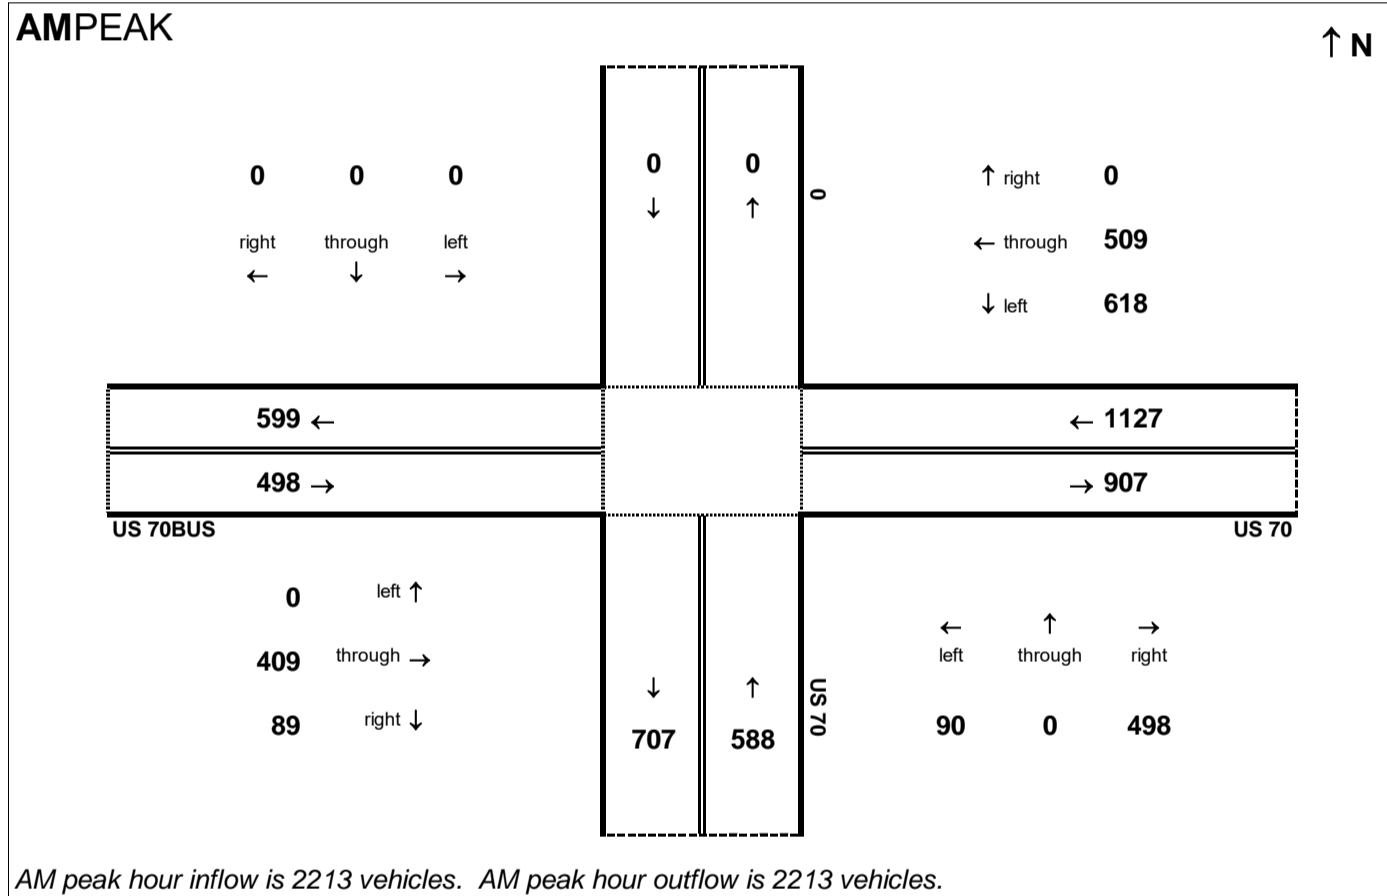 AMPEAK
↑ N
0 0 0
right through left
← ↓ →
0 0
↓ ↑
0
↑ right 0
← through 509
↓ left 618
599 ←
498 →
← 1127
→ 907
US 70BUS
US 70
0 left ↑
409 through →
89 right ↓
↓ ↑
707 588
US 70
← ↑ →
left through right
90 0 498
AM peak hour inflow is 2213 vehicles. AM peak hour outflow is 2213 vehicles.